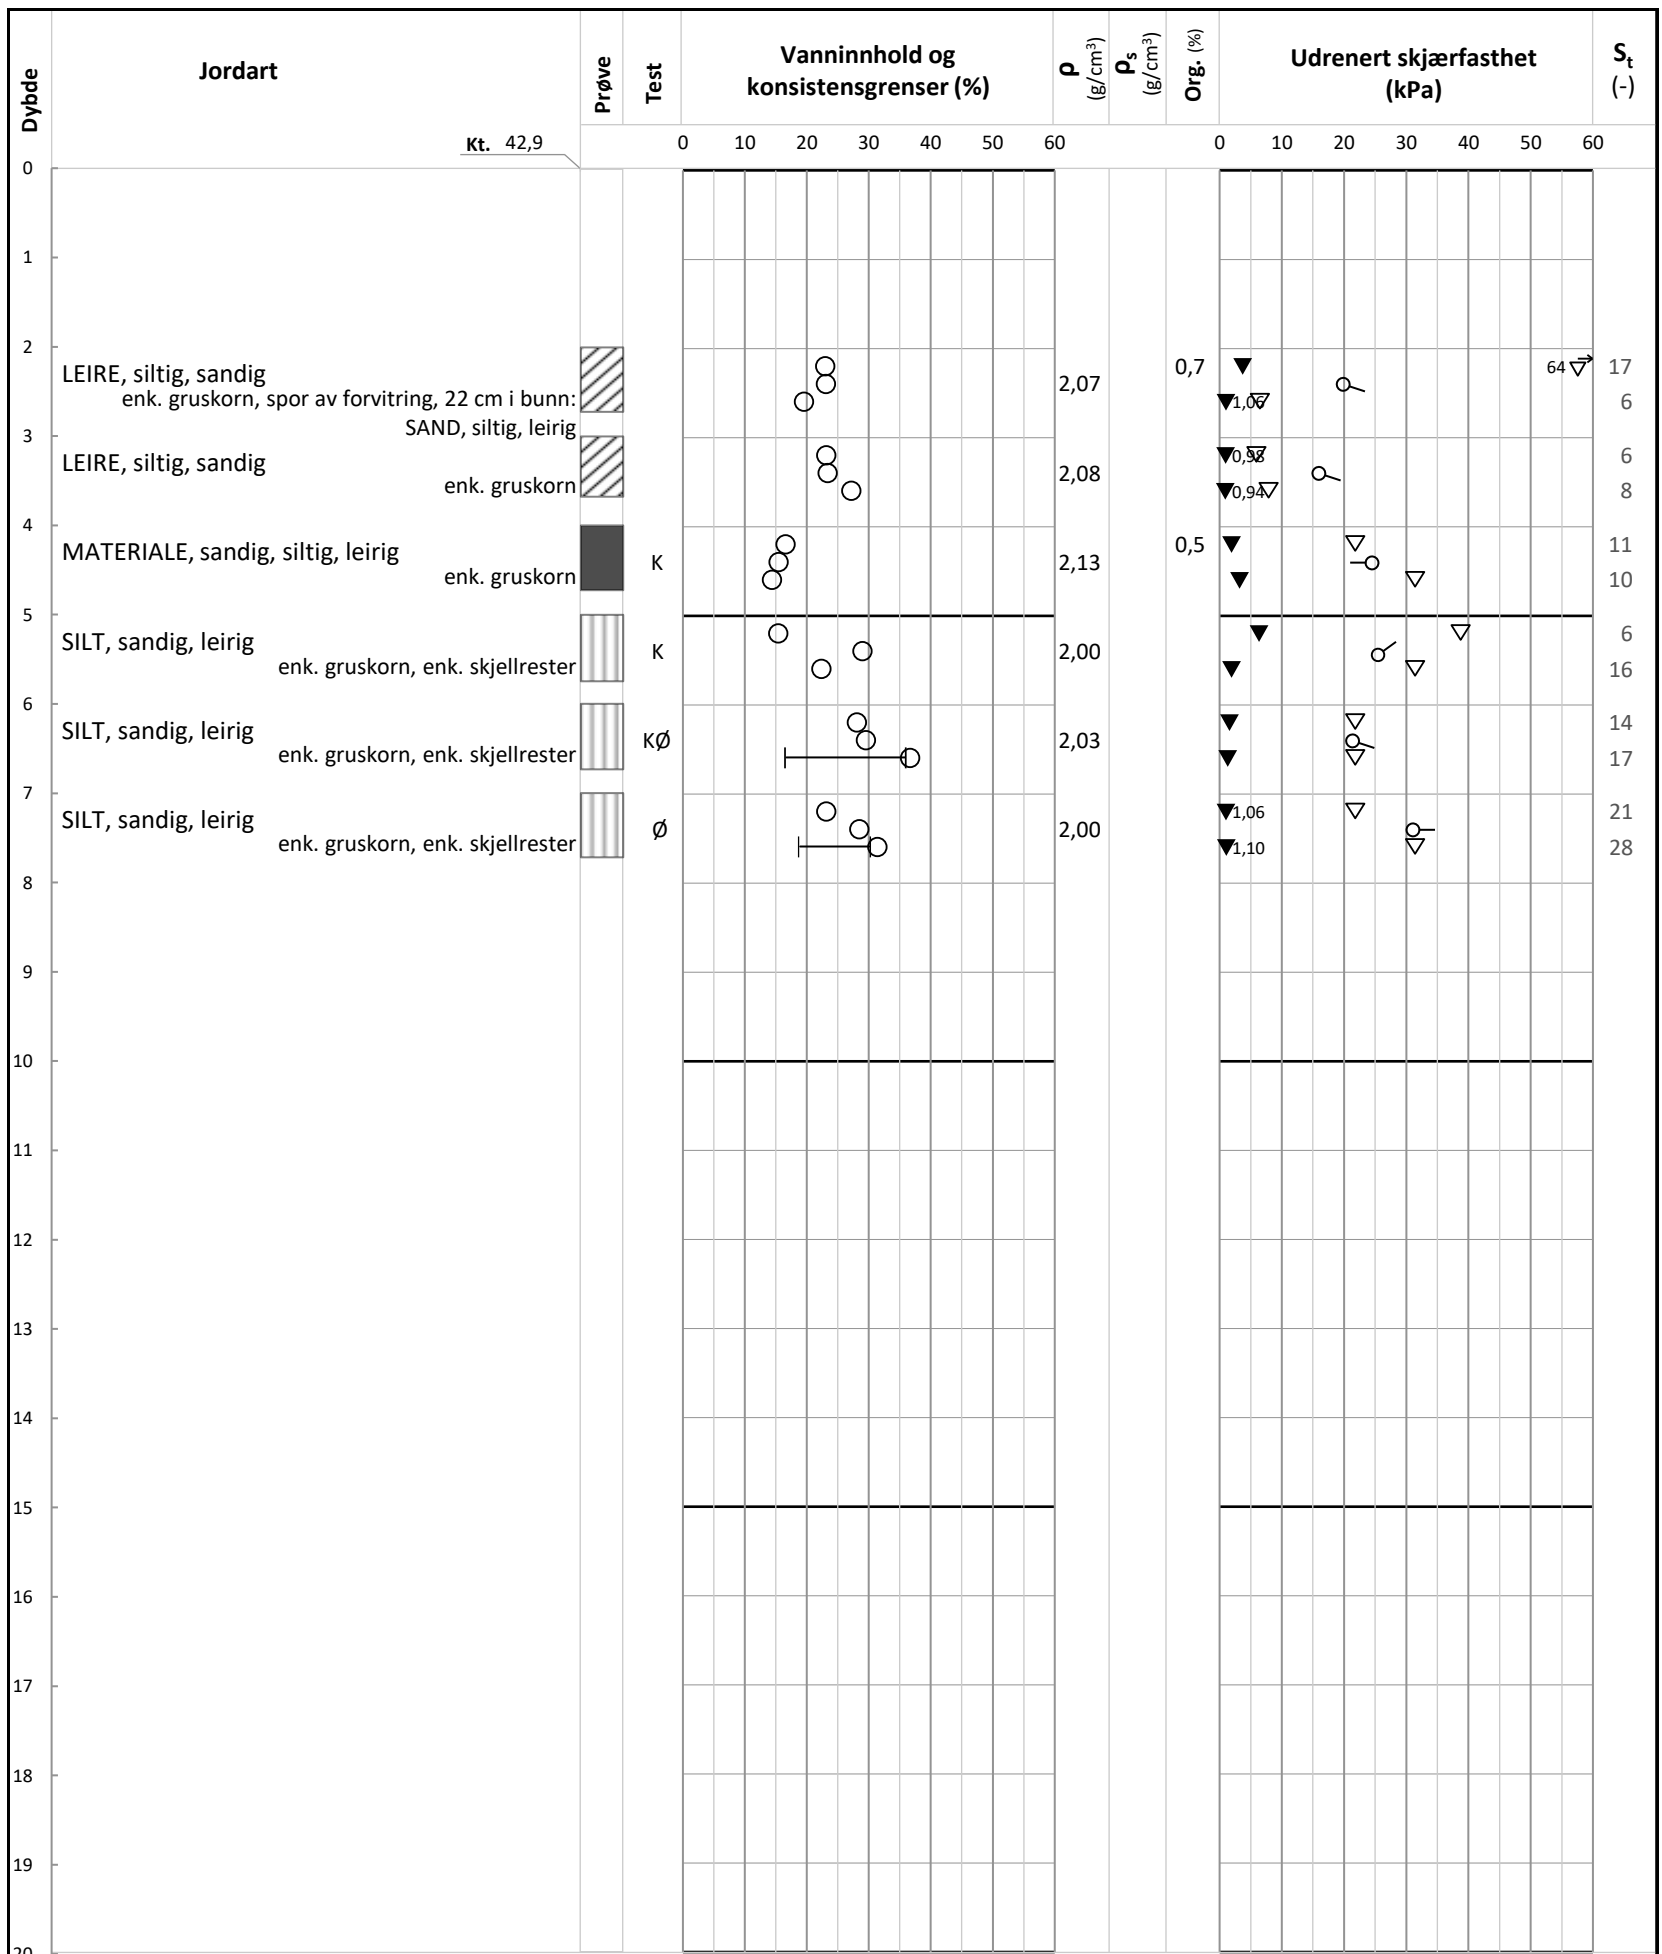 Dybde
Jordart
Prøve
Test
Vanninnhold og
konsistensgrenser (%)
ρ (g/cm³)
ρs (g/cm³)
Org. (%)
Udrenert skjærfasthet
(kPa)
St
(-)
Kt. 42,9
0 10 20 30 40 50 60
0 10 20 30 40 50 60
0
1
2
LEIRE, siltig, sandig
enk. gruskorn, spor av forvitring, 22 cm i bunn:
SAND, siltig, leirig
2,07
0,7
64
17
1,06
6
3
LEIRE, siltig, sandig
enk. gruskorn
2,08
0,98
6
0,94
8
4
MATERIALE, sandig, siltig, leirig
enk. gruskorn
K
2,13
0,5
11
10
5
SILT, sandig, leirig
enk. gruskorn, enk. skjellrester
K
2,00
6
16
6
SILT, sandig, leirig
enk. gruskorn, enk. skjellrester
KØ
2,03
14
17
7
SILT, sandig, leirig
enk. gruskorn, enk. skjellrester
Ø
2,00
1,06
21
1,10
28
8
9
10
11
12
13
14
15
16
17
18
19
20